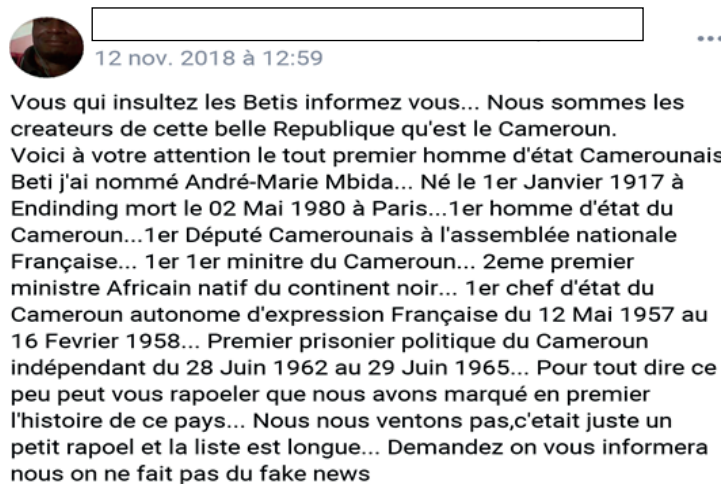 12 nov. 2018 à 12:59
Vous qui insultez les Betis informez vous... Nous sommes les
createurs de cette belle Republique qu'est le Cameroun.
Voici à votre attention le tout premier homme d'état Camerounais
Beti j'ai nommé André-Marie Mbida... Né le 1er Janvier 1917 à
Endinding mort le 02 Mai 1980 à Paris...1er homme d'état du
Cameroun...1er Député Camerounais à l'assemblée nationale
Française... 1er 1er minitre du Cameroun... 2eme premier
ministre Africain natif du continent noir... 1er chef d'état du
Cameroun autonome d'expression Française du 12 Mai 1957 au
16 Fevrier 1958... Premier prisonier politique du Cameroun
indépendant du 28 Juin 1962 au 29 Juin 1965... Pour tout dire ce
peu peut vous rapoeler que nous avons marqué en premier
l'histoire de ce pays... Nous nous ventons pas,c'etait juste un
petit rapoel et la liste est longue... Demandez on vous informera
nous on ne fait pas du fake news